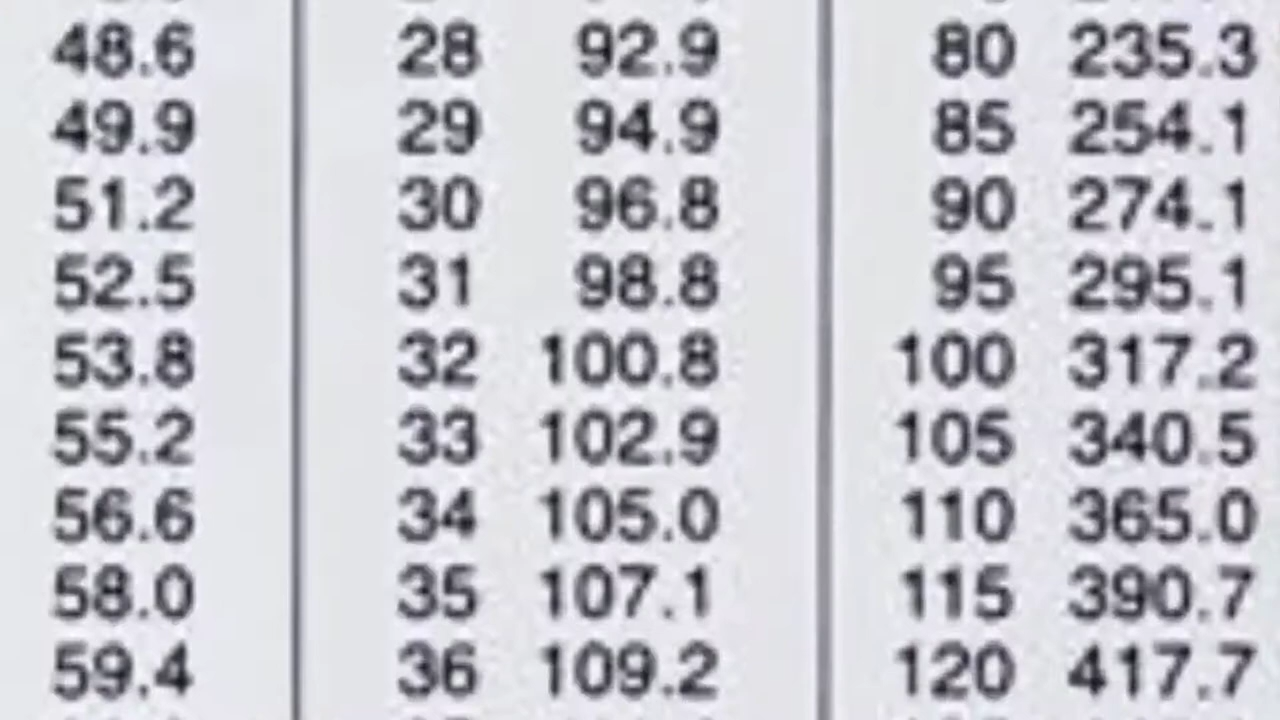 48.6 28 92.9 80 235.3
49.9 29 94.9 85 254.1
51.2 30 96.8 90 274.1
52.5 31 98.8 95 295.1
53.8 32 100.8 100 317.2
55.2 33 102.9 105 340.5
56.6 34 105.0 110 365.0
58.0 35 107.1 115 390.7
59.4 36 109.2 120 417.7